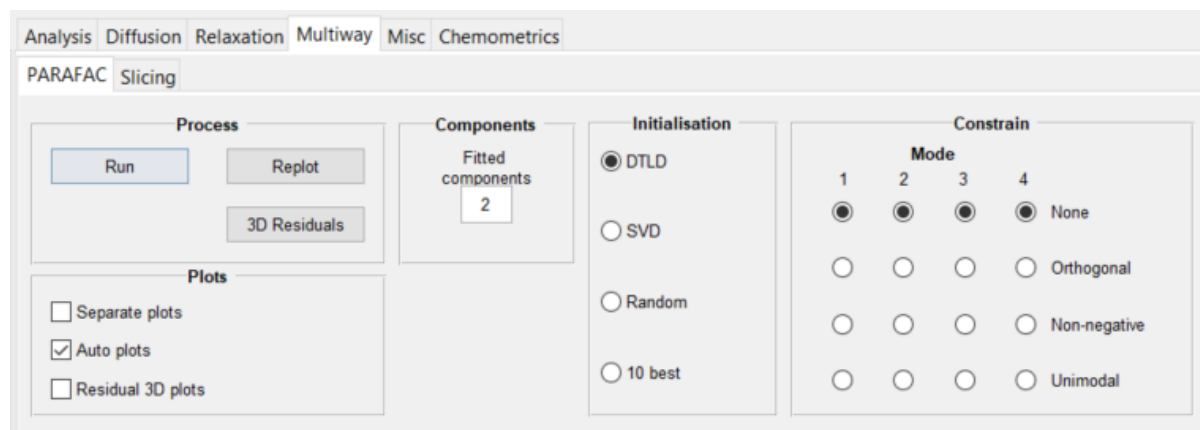 Analysis Diffusion Relaxation Multiway Misc Chemometrics
PARAFAC Slicing
Process
Run Replot
3D Residuals
Plots
Separate plots
Auto plots
Residual 3D plots
Components
Fitted
components
2
Initialisation
DTLD
SVD
Random
10 best
Constrain
Mode
1 2 3 4
None
Orthogonal
Non-negative
Unimodal